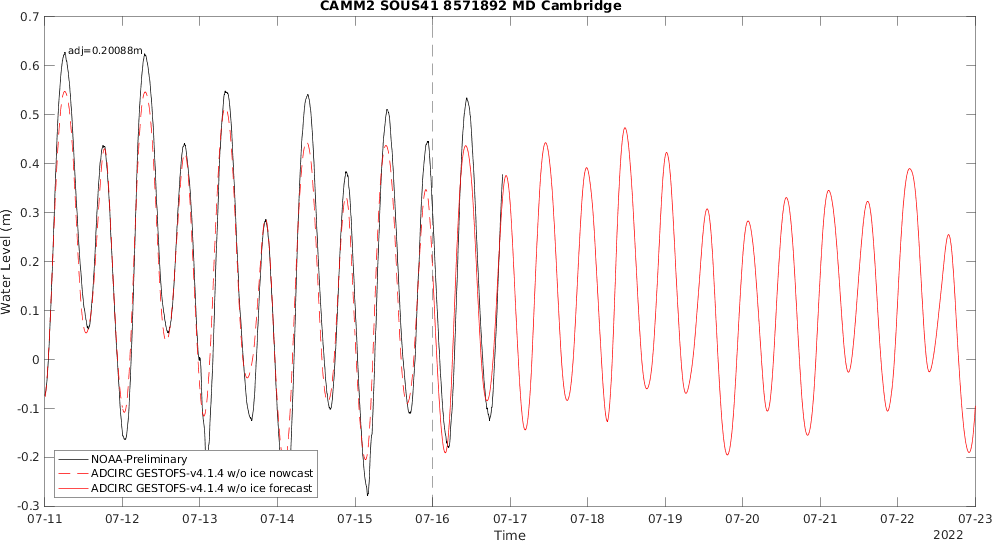 CAMM2 SOUS41 8571892 MD Cambridge
0.7
0.6
0.5
0.4
0.3
0.2
0.1
0
-0.1
-0.2
-0.3
Water Level (m)
adj=0.20088m
NOAA-Preliminary
ADCIRC GESTOFS-v4.1.4 w/o ice nowcast
ADCIRC GESTOFS-v4.1.4 w/o ice forecast
07-11 07-12 07-13 07-14 07-15 07-16 07-17 07-18 07-19 07-20 07-21 07-22 07-23
Time
2022